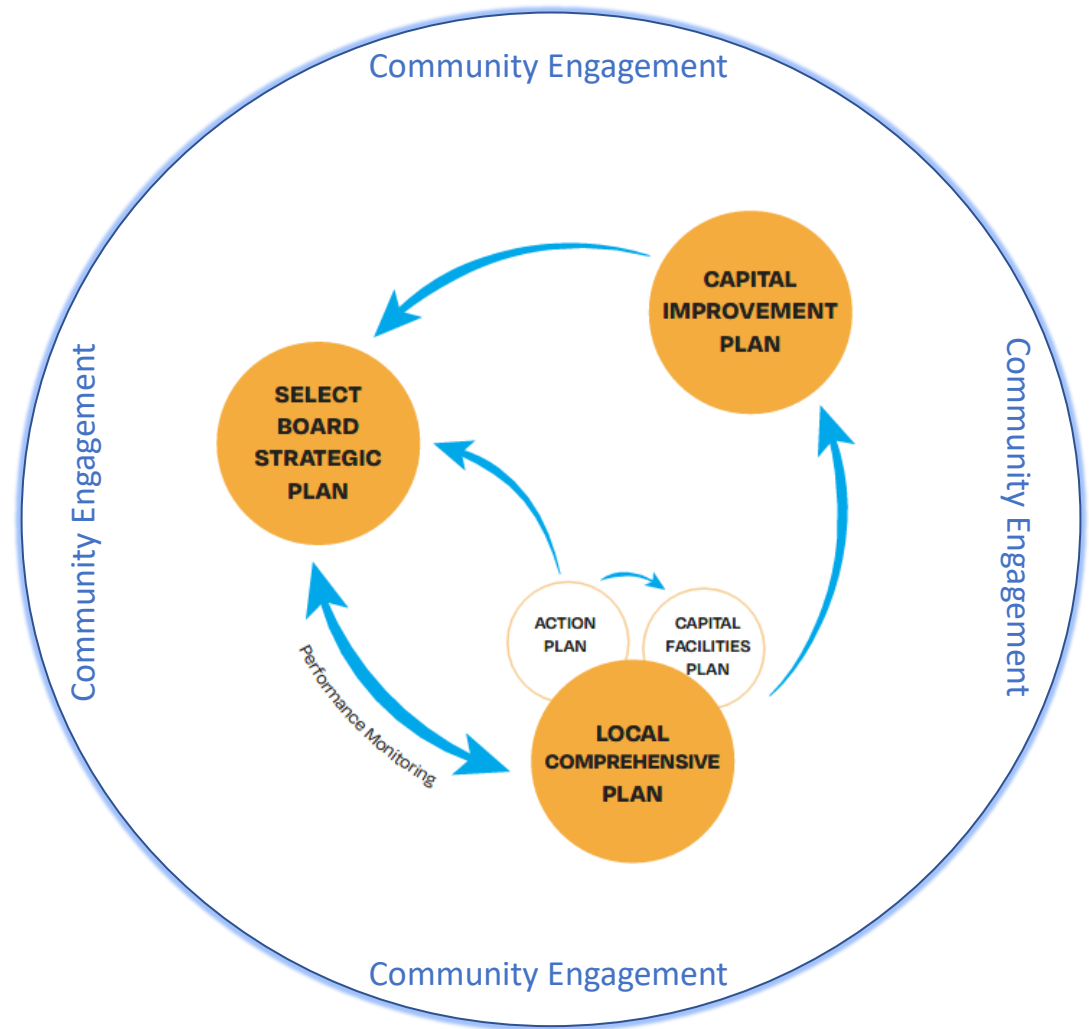 Community Engagement
CAPITAL
IMPROVEMENT
PLAN
Community Engagement
SELECT
BOARD
STRATEGIC
PLAN
Community Engagement
ACTION
PLAN
CAPITAL
FACILITIES
PLAN
Performance Monitoring
LOCAL
COMPREHENSIVE
PLAN
Community Engagement